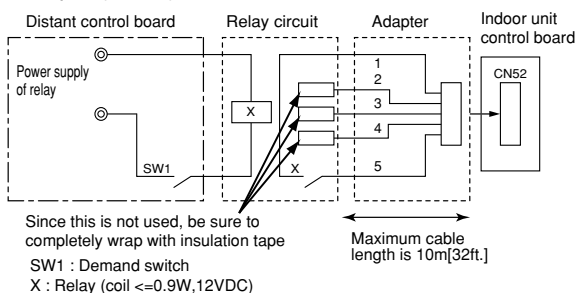 Distant control board
Relay circuit
Adapter
Indoor unit
control board
Power supply
of relay
X
SW1
X
1
2
3
4
5
CN52
Since this is not used, be sure to
completely wrap with insulation tape
Maximum cable
length is 10m[32ft.]
SW1 : Demand switch
X : Relay (coil <=0.9W,12VDC)